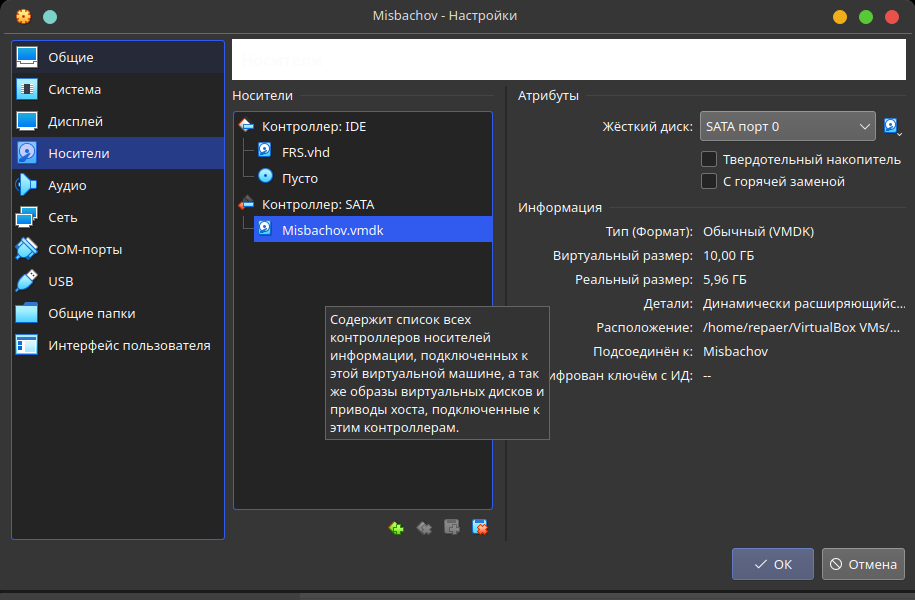 Misbachov - Настройки
Общие
Система
Дисплей
Носители
Аудио
Сеть
COM-порты
USB
Общие папки
Интерфейс пользователя
Носители
Контроллер: IDE
FRS.vhd
Пусто
Контроллер: SATA
Misbachov.vmdk
Содержит список всех
контроллеров носителей
информации, подключенных к
этой виртуальной машине, а так
же образы виртуальных дисков и
приводы хоста, подключенные к
этим контроллерам.
Атрибуты
Жёсткий диск: SATA порт 0
Твердотельный накопитель
С горячей заменой
Информация
Тип (Формат): Обычный (VMDK)
Виртуальный размер: 10,00 ГБ
Реальный размер: 5,96 ГБ
Детали: Динамически расширяющийс...
Расположение: /home/repaer/VirtualBox VMs/...
Подсоединён к: Misbachov
ифрован ключём с ИД: --
OK
Отмена